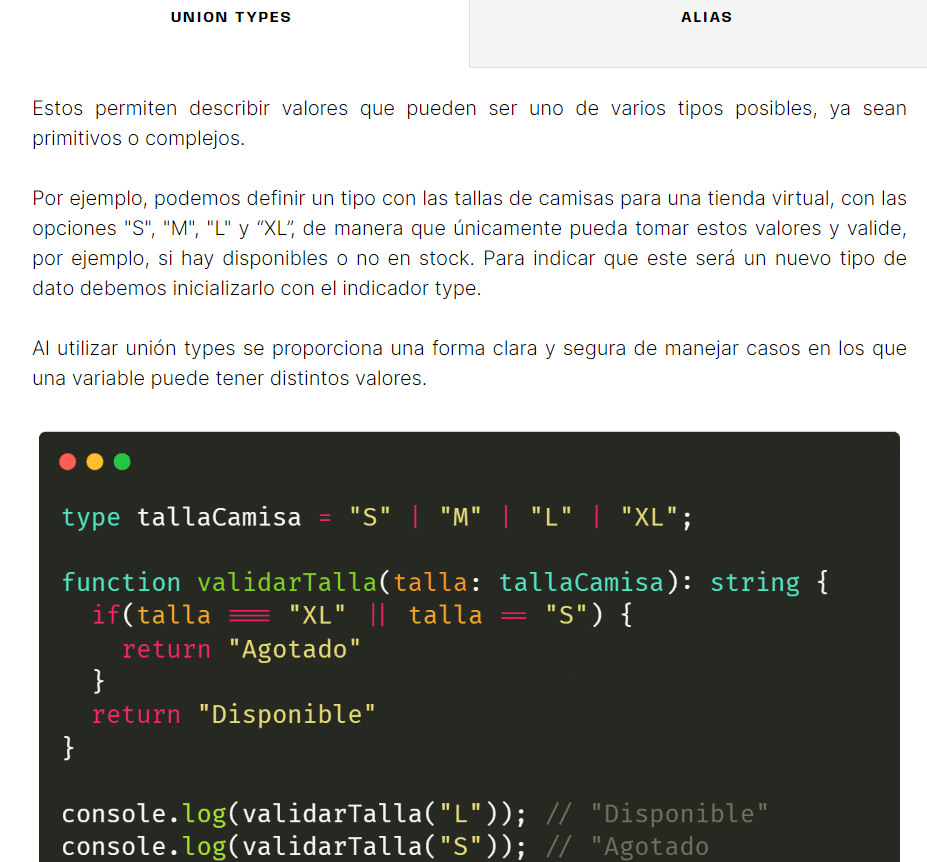 UNION TYPES
ALIAS
Estos permiten describir valores que pueden ser uno de varios tipos posibles, ya sean
primitivos o complejos.
Por ejemplo, podemos definir un tipo con las tallas de camisas para una tienda virtual, con las
opciones "S", "M", "L" y “XL”, de manera que únicamente pueda tomar estos valores y valide,
por ejemplo, si hay disponibles o no en stock. Para indicar que este será un nuevo tipo de
dato debemos inicializarlo con el indicador type.
Al utilizar unión types se proporciona una forma clara y segura de manejar casos en los que
una variable puede tener distintos valores.
type tallaCamisa = "S" | "M" | "L" | "XL";
function validarTalla(talla: tallaCamisa): string {
if(talla === "XL" || talla == "S") {
return "Agotado"
}
return "Disponible"
}
console.log(validarTalla("L")); // "Disponible"
console.log(validarTalla("S")); // "Agotado